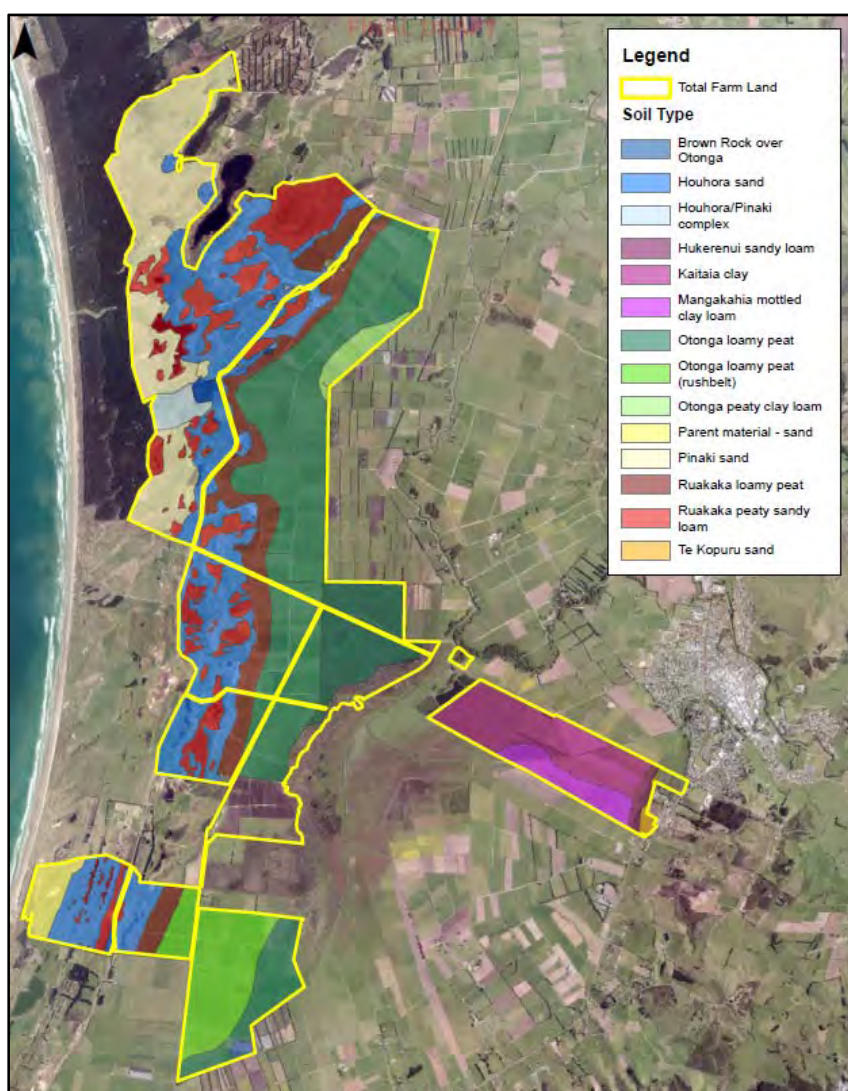 Legend
Total Farm Land
Soil Type
Brown Rock over
Otonga
Houhora sand
Houhora/Pinaki
complex
Hukerenui sandy loam
Kaitaia clay
Mangakahia mottled
clay loam
Otonga loamy peat
Otonga loamy peat
(rushbelt)
Otonga peaty clay loam
Parent material - sand
Pinaki sand
Ruakaka loamy peat
Ruakaka peaty sandy
loam
Te Kopuru sand